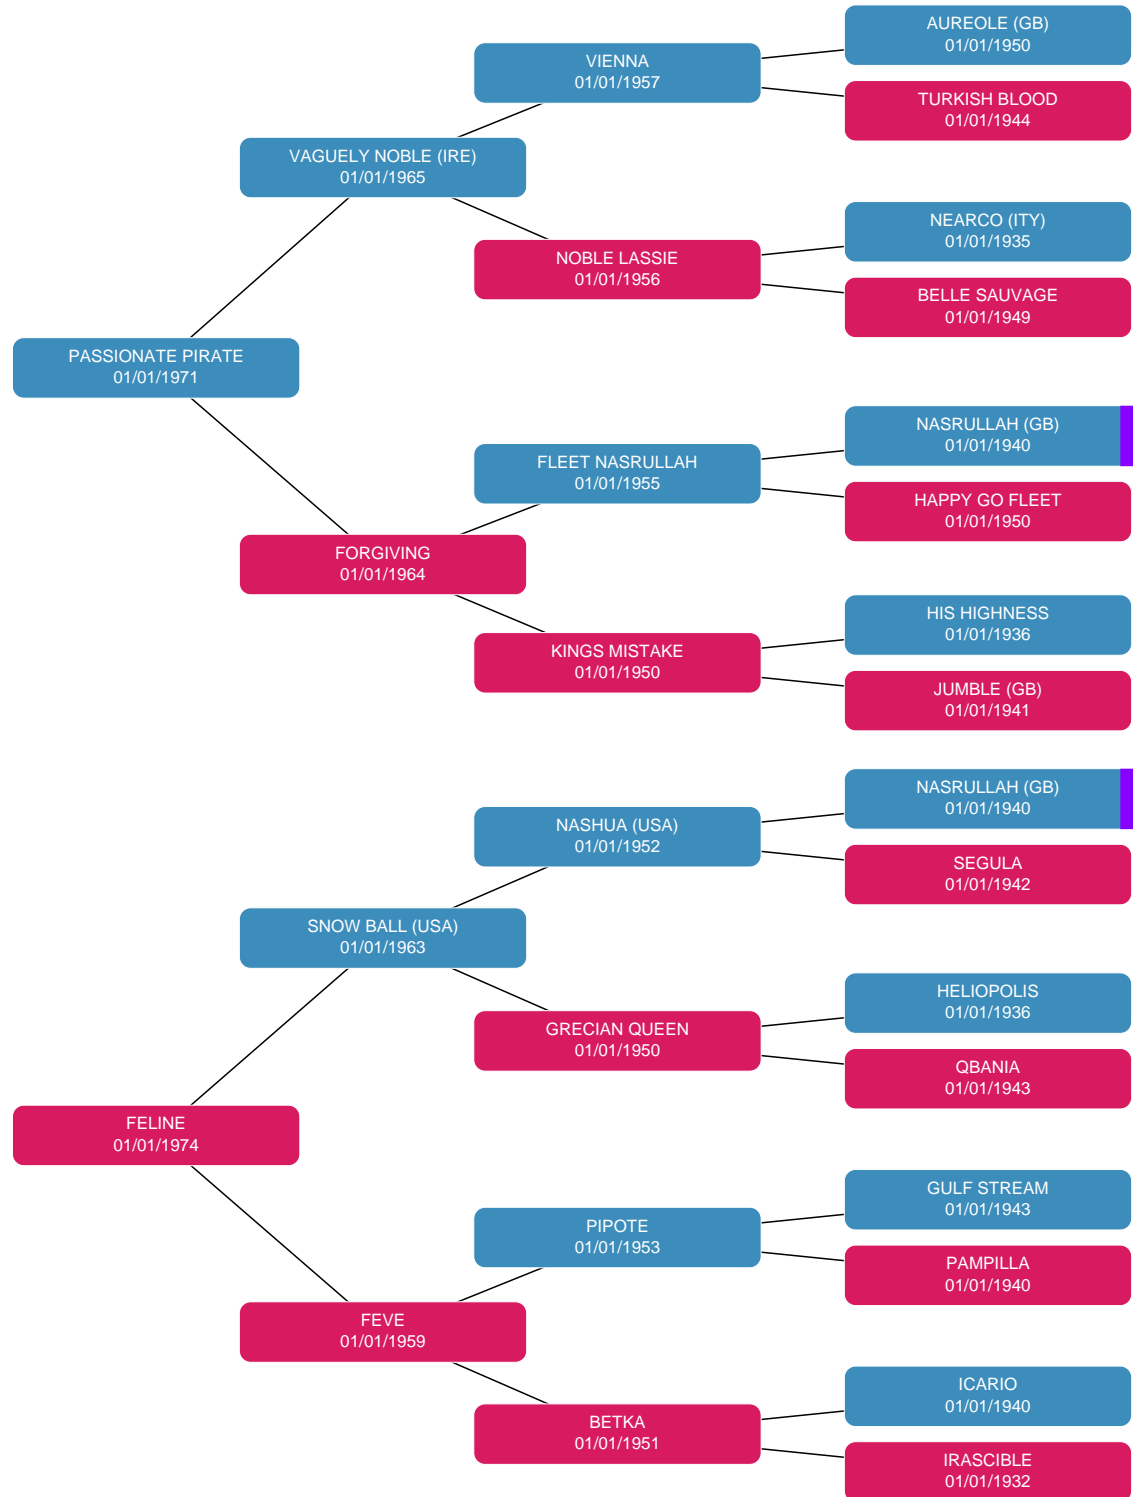 AUREOLE (GB)
01/01/1950
VIENNA
01/01/1957
TURKISH BLOOD
01/01/1944
VAGUELY NOBLE (IRE)
01/01/1965
NEARCO (ITY)
01/01/1935
NOBLE LASSIE
01/01/1956
BELLE SAUVAGE
01/01/1949
PASSIONATE PIRATE
01/01/1971
NASRULLAH (GB)
01/01/1940
FLEET NASRULLAH
01/01/1955
HAPPY GO FLEET
01/01/1950
FORGIVING
01/01/1964
HIS HIGHNESS
01/01/1936
KINGS MISTAKE
01/01/1950
JUMBLE (GB)
01/01/1941
NASRULLAH (GB)
01/01/1940
NASHUA (USA)
01/01/1952
SEGULA
01/01/1942
SNOW BALL (USA)
01/01/1963
HELIOPOLIS
01/01/1936
GRECIAN QUEEN
01/01/1950
QBANIA
01/01/1943
FELINE
01/01/1974
GULF STREAM
01/01/1943
PIPOTE
01/01/1953
PAMPILLA
01/01/1940
FEVE
01/01/1959
ICARIO
01/01/1940
BETKA
01/01/1951
IRASCIBLE
01/01/1932